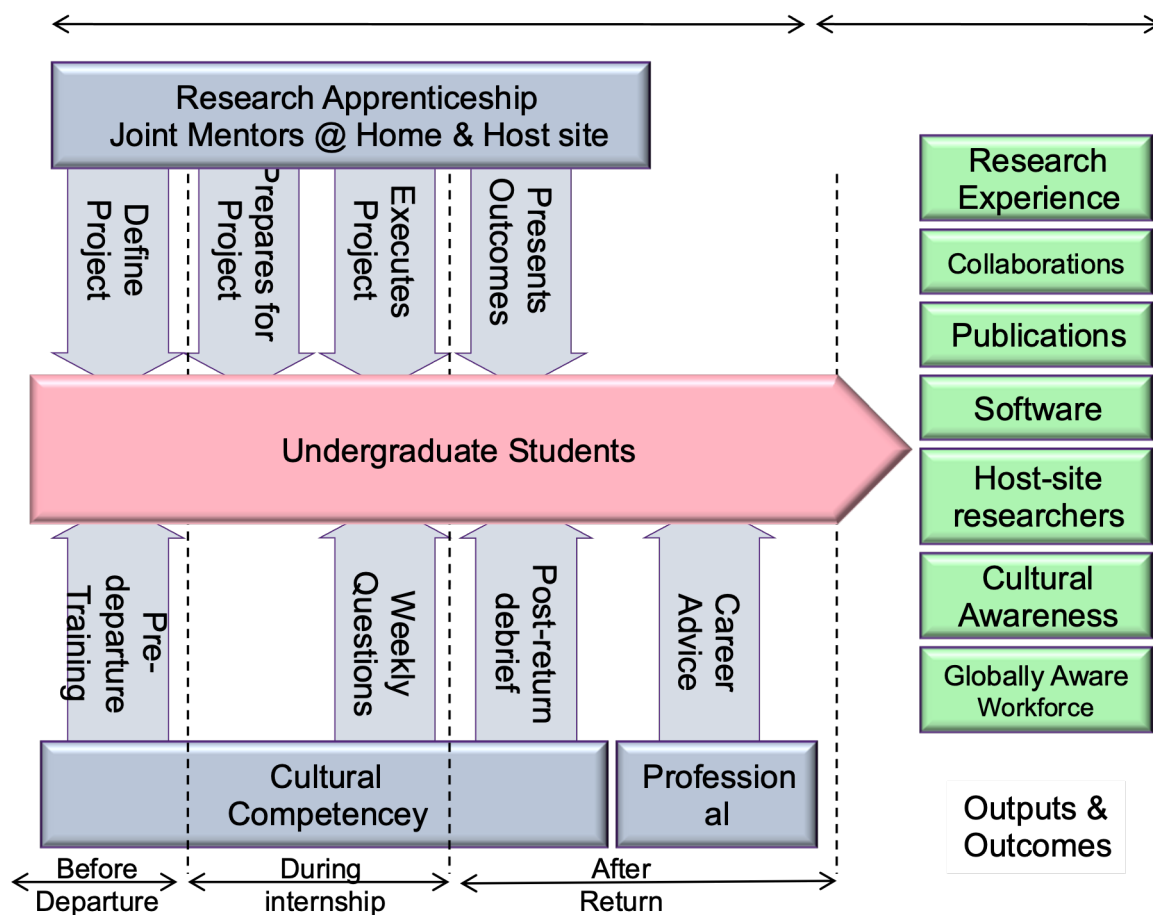 Research Apprenticeship
Joint Mentors @ Home & Host site
Define
Project
Prepares for
Project
Executes
Project
Presents
Outcomes
Undergraduate Students
Pre-
departure
Training
Weekly
Questions
Post-return
debrief
Career
Advice
Cultural
Competencey
Profession
al
Before
Departure
During
internship
After
Return
Research
Experience
Collaborations
Publications
Software
Host-site
researchers
Cultural
Awareness
Globally Aware
Workforce
Outputs &
Outcomes